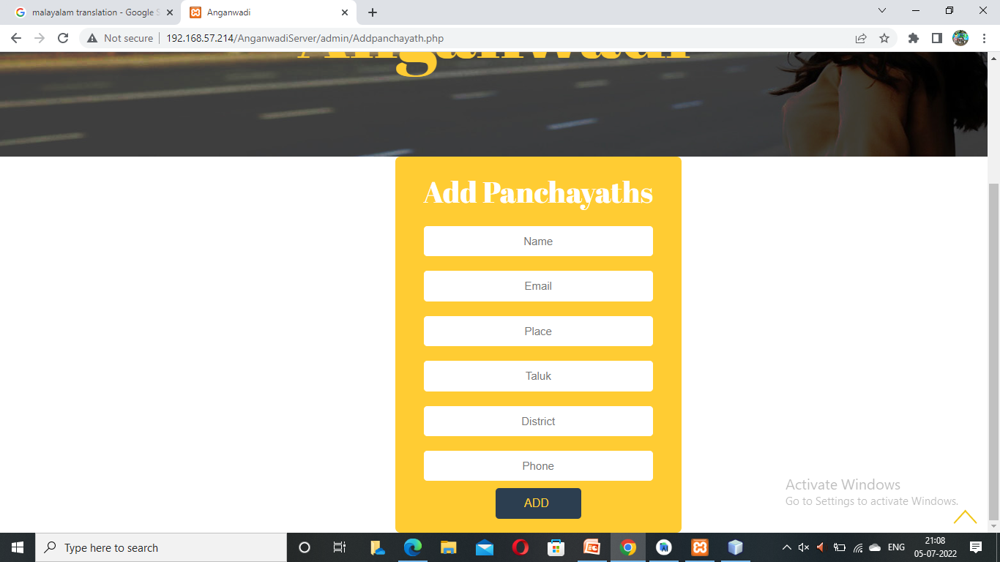 malayalam translation - Google S
Anganwadi
Not secure
192.168.57.214/AnganwadiServer/admin/Addpanchayath.php
Anganwadi
Add Panchayaths
Name
Email
Place
Taluk
District
Phone
ADD
Activate Windows
Go to Settings to activate Windows.
Type here to search
ENG
21:08
05-07-2022